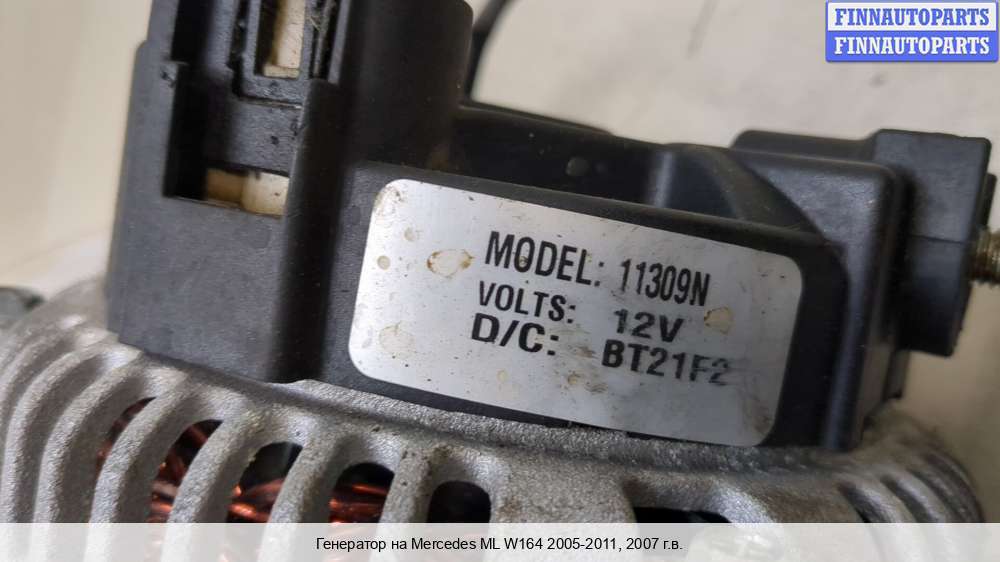 FINNAUTOPARTS
FINNAUTOPARTS
MODEL: 11309N
VOLTS: 12V
D/C: BT21F2
Генератор на Mercedes ML W164 2005-2011, 2007 г.в.